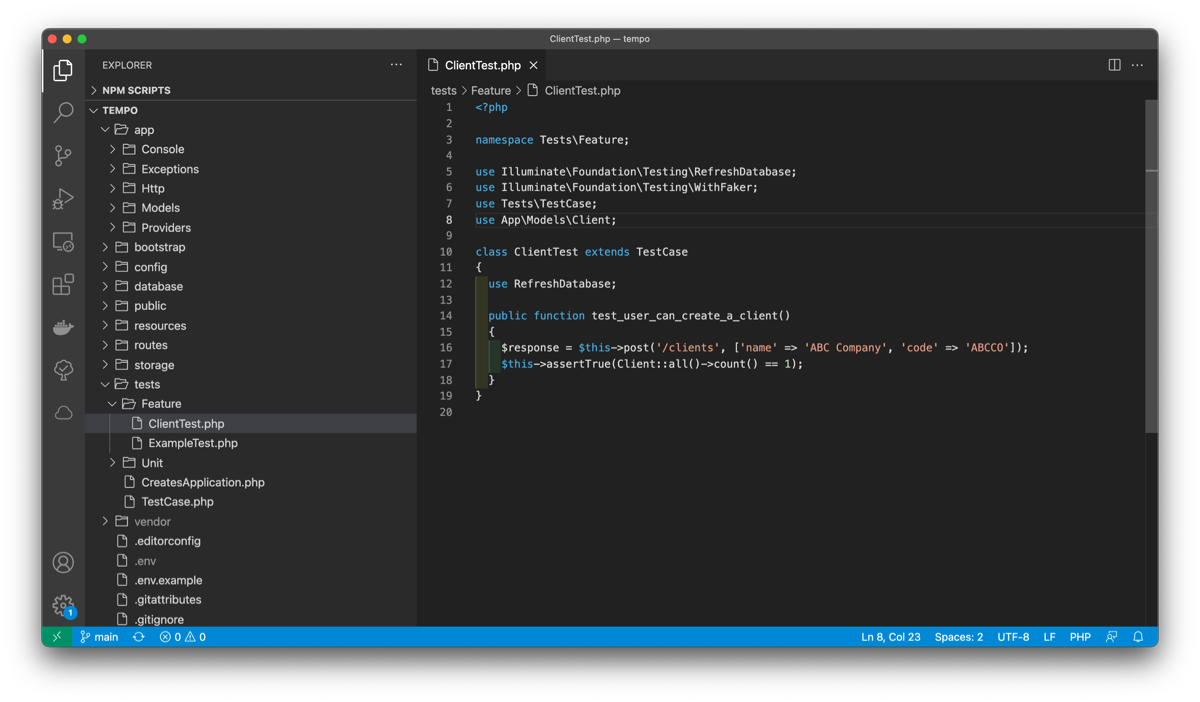 ClientTest.php — tempo
EXPLORER
NPM SCRIPTS
TEMPO
app
Console
Exceptions
Http
Models
Providers
bootstrap
config
database
public
resources
routes
storage
tests
Feature
ClientTest.php
ExampleTest.php
Unit
CreatesApplication.php
TestCase.php
vendor
.editorconfig
.env
.env.example
.gitattributes
.gitignore
1
ClientTest.php
tests > Feature > ClientTest.php
1 <?php
2
3 namespace Tests\Feature;
4
5 use Illuminate\Foundation\Testing\RefreshDatabase;
6 use Illuminate\Foundation\Testing\WithFaker;
7 use Tests\TestCase;
8 use App\Models\Client;
9
10 class ClientTest extends TestCase
11 {
12 use RefreshDatabase;
13
14 public function test_user_can_create_a_client()
15 {
16 $response = $this->post('/clients', ['name' => 'ABC Company', 'code' => 'ABCCO']);
17 $this->assertTrue(Client::all()->count() == 1);
18 }
19 }
20
main 0 0 Ln 8, Col 23 Spaces: 2 UTF-8 LF PHP